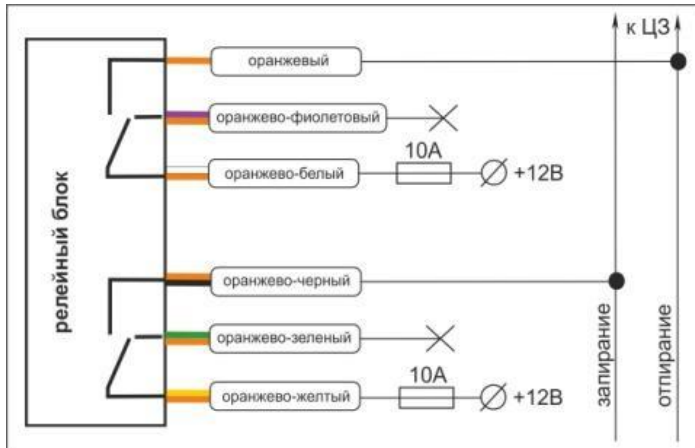 к ЦЗ
оранжевый
оранжево-фиолетовый
10А
оранжево-белый
+12В
релейный блок
оранжево-черный
оранжево-зеленый
10А
оранжево-желтый
+12В
запирание
отпирание